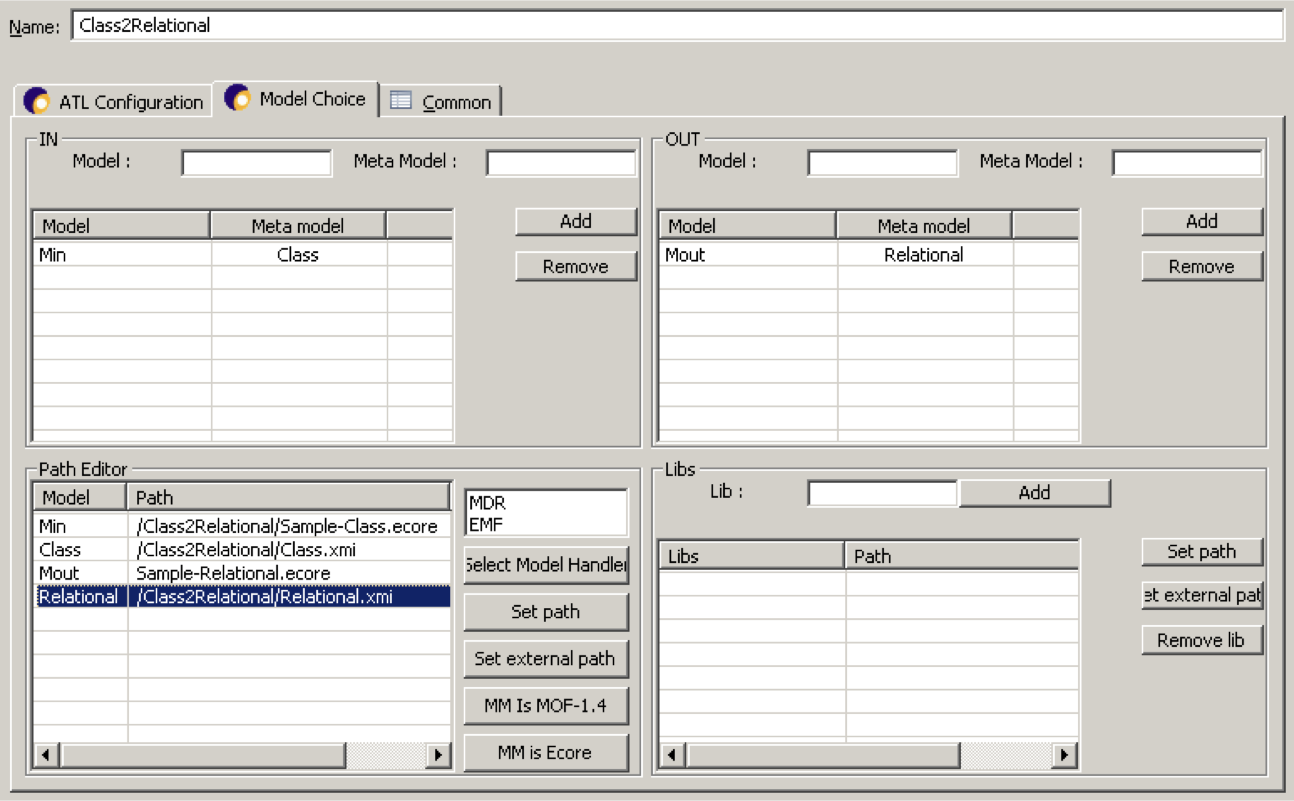 Name: Class2Relational
ATL Configuration Model Choice Common
IN
Model : Meta Model :
Model Meta model
Min Class
Add
Remove
OUT
Model : Meta Model :
Model Meta model
Mout Relational
Add
Remove
Path Editor
Model Path
Min /Class2Relational/Sample-Class.ecore
Class /Class2Relational/Class.xmi
Mout Sample-Relational.ecore
Relational /Class2Relational/Relational.xmi
MDR
EMF
Select Model Handler
Set path
Set external path
MM Is MOF-1.4
MM is Ecore
Libs
Lib : Add
Libs Path
Set path
et external pat
Remove lib